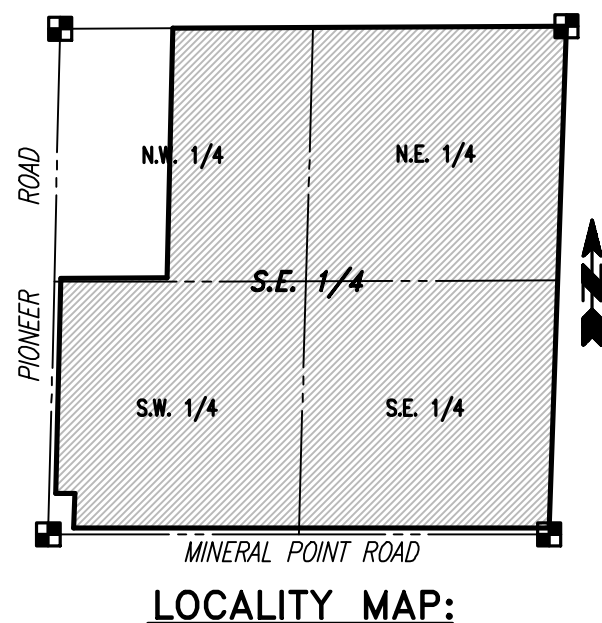 N.W. 1/4
N.E. 1/4
PIONEER ROAD
S.E. 1/4
N
S.W. 1/4
S.E. 1/4
MINERAL POINT ROAD
LOCALITY MAP: